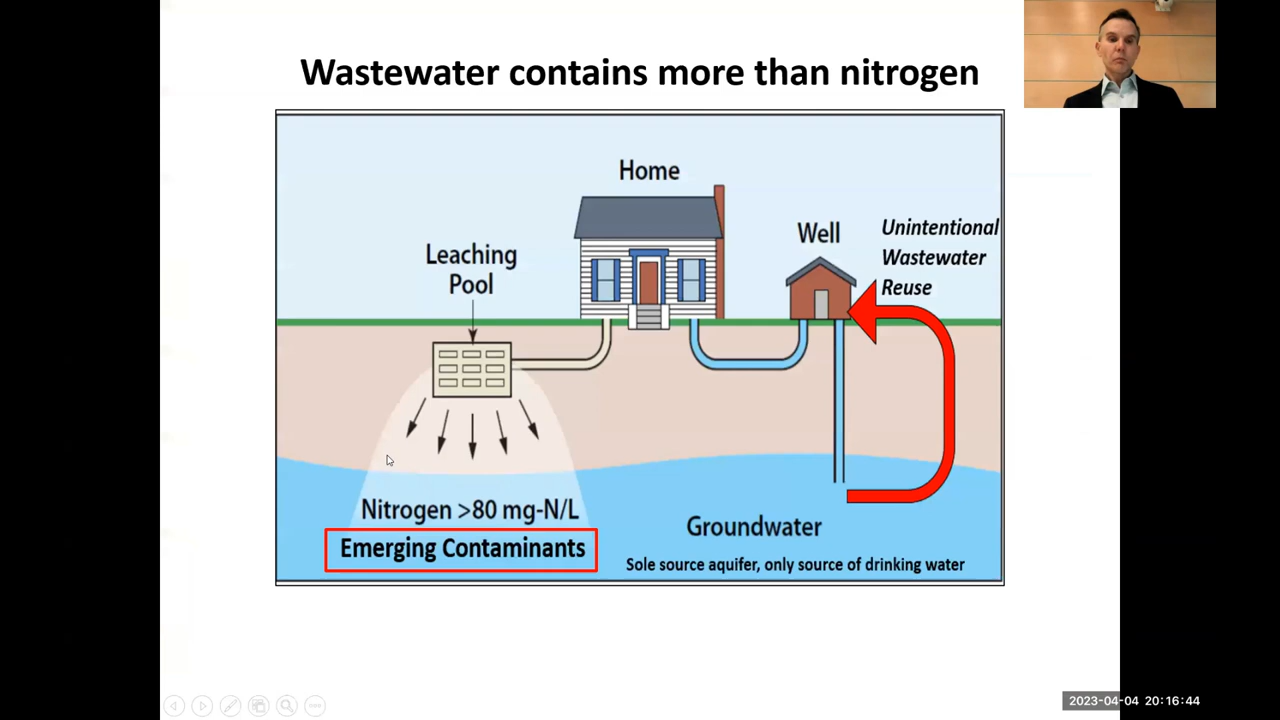 Wastewater contains more than nitrogen
Home
Well
Unintentional
Wastewater
Reuse
Leaching
Pool
Nitrogen >80 mg-N/L
Emerging Contaminants
Groundwater
Sole source aquifer, only source of drinking water
2023-04-04 20:16:44